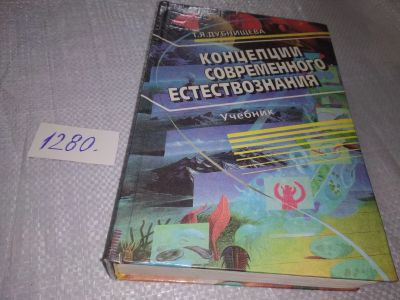 Т.Я.ДУБНИЩЕВА
КОНЦЕПЦИИ
СОВРЕМЕННОГО
ЕСТЕСТВОЗНАНИЯ
Учебник
1280.